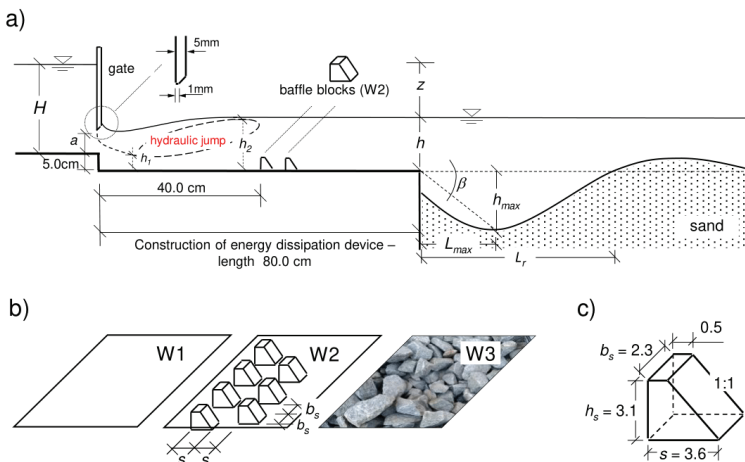 a)
5mm
gate
1mm
baffle blocks (W2)
z
H
a
hydraulic jump
h1
h2
h
5.0cm
40.0 cm
β
hmax
sand
Construction of energy dissipation device –
length 80.0 cm
Lmax
Lr
b)
W1
W2
W3
bs
bs
s
s
c)
0.5
bs = 2.3
1:1
hs = 3.1
s = 3.6